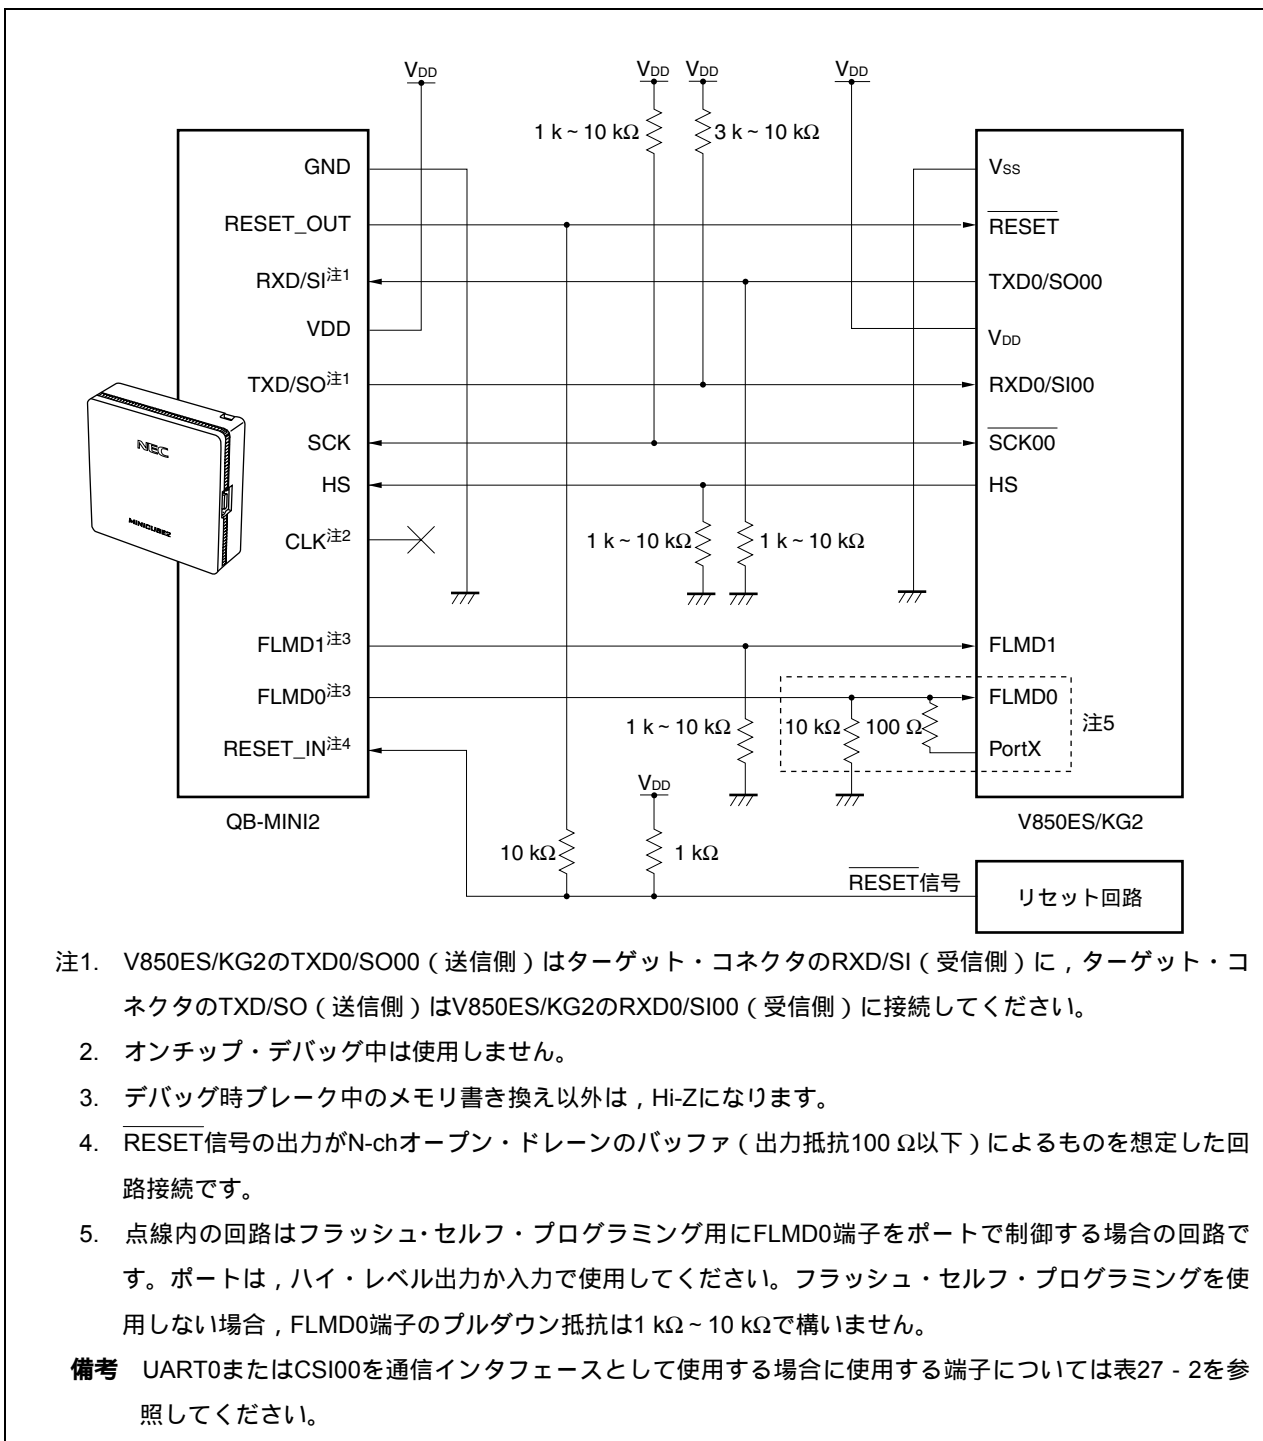 VDD VDD VDD VDD
1 k ~ 10 kΩ 3 k ~ 10 kΩ
GND VSS
RESET_OUT RESET
RXD/SI注1 TXD0/SO00
VDD VDD
TXD/SO注1 RXD0/SI00
NEC
SCK SCK00
HS HS
MINICUBE2
CLK注2 1 k ~ 10 kΩ 1 k ~ 10 kΩ
FLMD1注3 FLMD1
FLMD0注3 FLMD0
1 k ~ 10 kΩ 10 kΩ 100 Ω 注5
RESET_IN注4 PortX
VDD
QB-MINI2 V850ES/KG2
10 kΩ 1 kΩ
RESET信号 リセット回路
注1. V850ES/KG2のTXD0/SO00（送信側）はターゲット・コネクタのRXD/SI（受信側）に，ターゲット・コ
ネクタのTXD/SO（送信側）はV850ES/KG2のRXD0/SI00（受信側）に接続してください。
2. オンチップ・デバッグ中は使用しません。
3. デバッグ時ブレーク中のメモリ書き換え以外は，Hi-Zになります。
4. RESET信号の出力がN-chオープン・ドレーンのバッファ（出力抵抗100 Ω以下）によるものを想定した回
路接続です。
5. 点線内の回路はフラッシュ・セルフ・プログラミング用にFLMD0端子をポートで制御する場合の回路で
す。ポートは，ハイ・レベル出力か入力で使用してください。フラッシュ・セルフ・プログラミングを使
用しない場合，FLMD0端子のプルダウン抵抗は1 kΩ ~ 10 kΩで構いません。
備考 UART0またはCSI00を通信インタフェースとして使用する場合に使用する端子については表27 - 2を参
照してください。